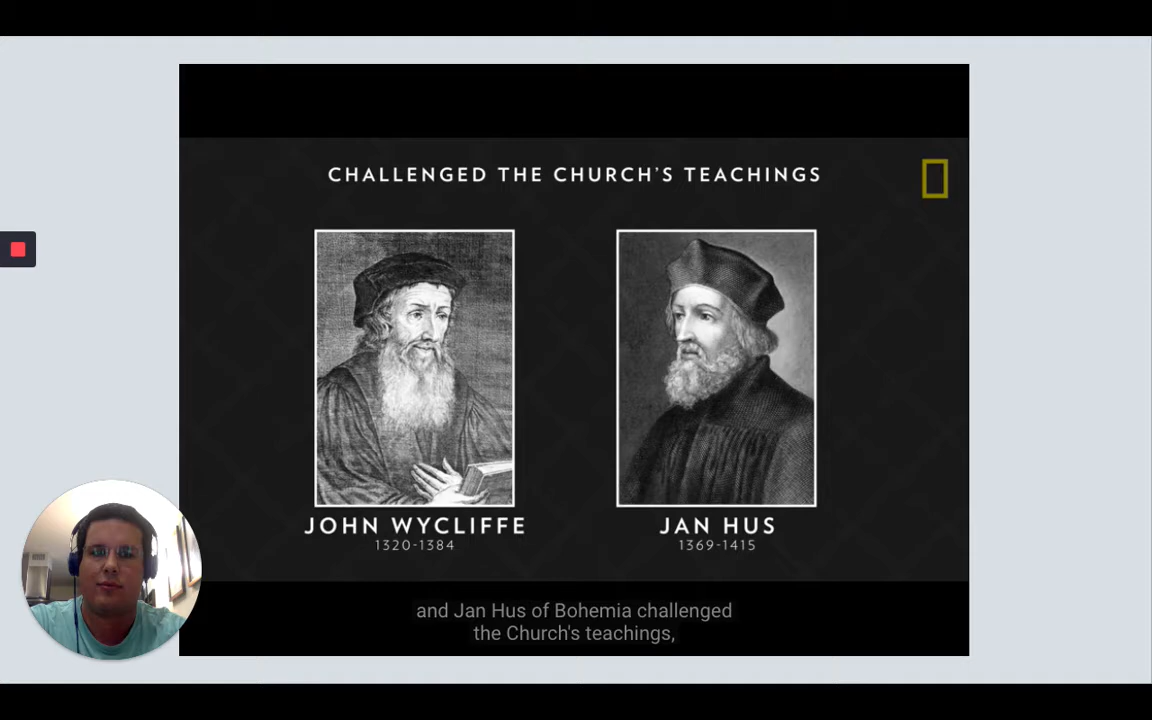 CHALLENGED THE CHURCH'S TEACHINGS
JOHN WYCLIFFE
1320-1384
JAN HUS
1369-1415
and Jan Hus of Bohemia challenged
the Church's teachings,